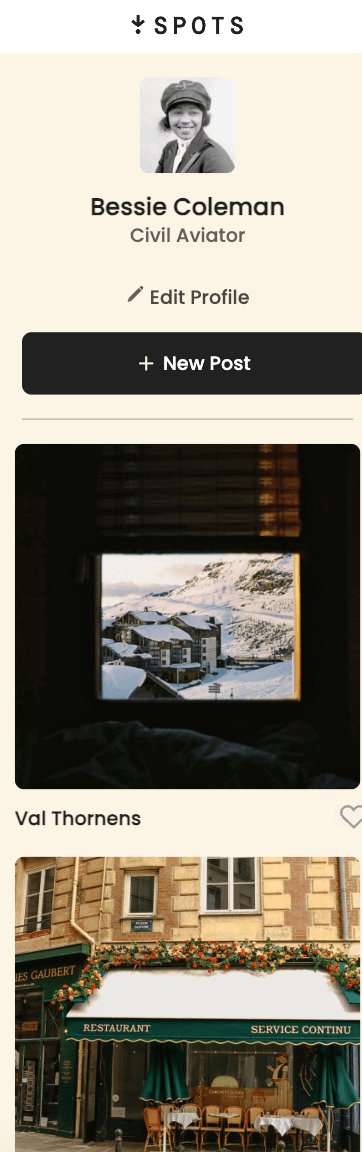 SPOTS
Bessie Coleman
Civil Aviator
Edit Profile
+ New Post
Val Thornens
IES GAUBERT
RESTAURANT SERVICE CONTINU